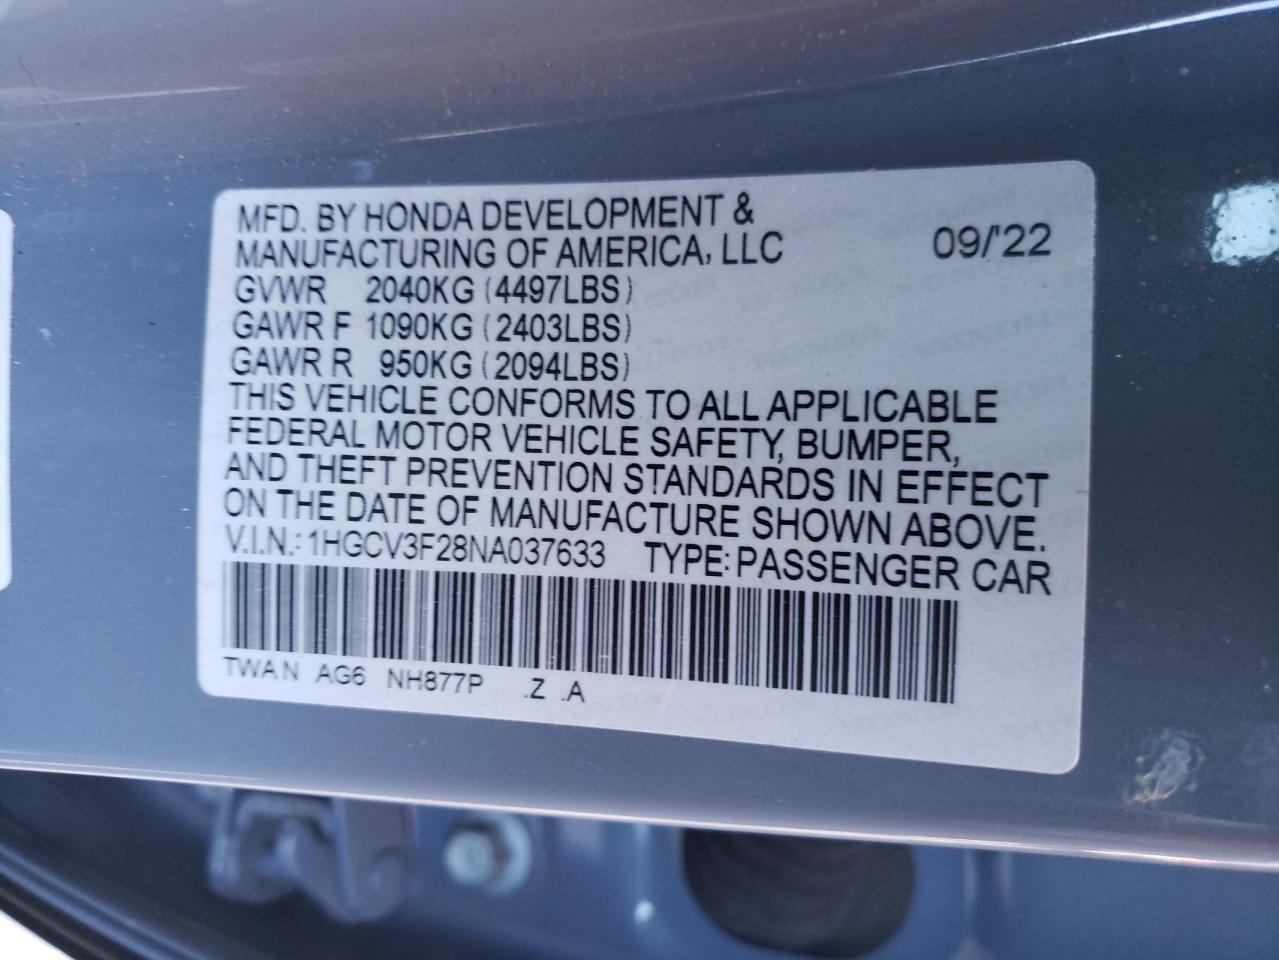 MFD. BY HONDA DEVELOPMENT &
MANUFACTURING OF AMERICA, LLC 09/'22
GVWR 2040KG (4497LBS)
GAWR F 1090KG (2403LBS)
GAWR R 950KG (2094LBS)
THIS VEHICLE CONFORMS TO ALL APPLICABLE
FEDERAL MOTOR VEHICLE SAFETY, BUMPER,
AND THEFT PREVENTION STANDARDS IN EFFECT
ON THE DATE OF MANUFACTURE SHOWN ABOVE.
V.I.N.: 1HGCV3F28NA037633 TYPE: PASSENGER CAR
TWAN AG6 NH877P .Z .A